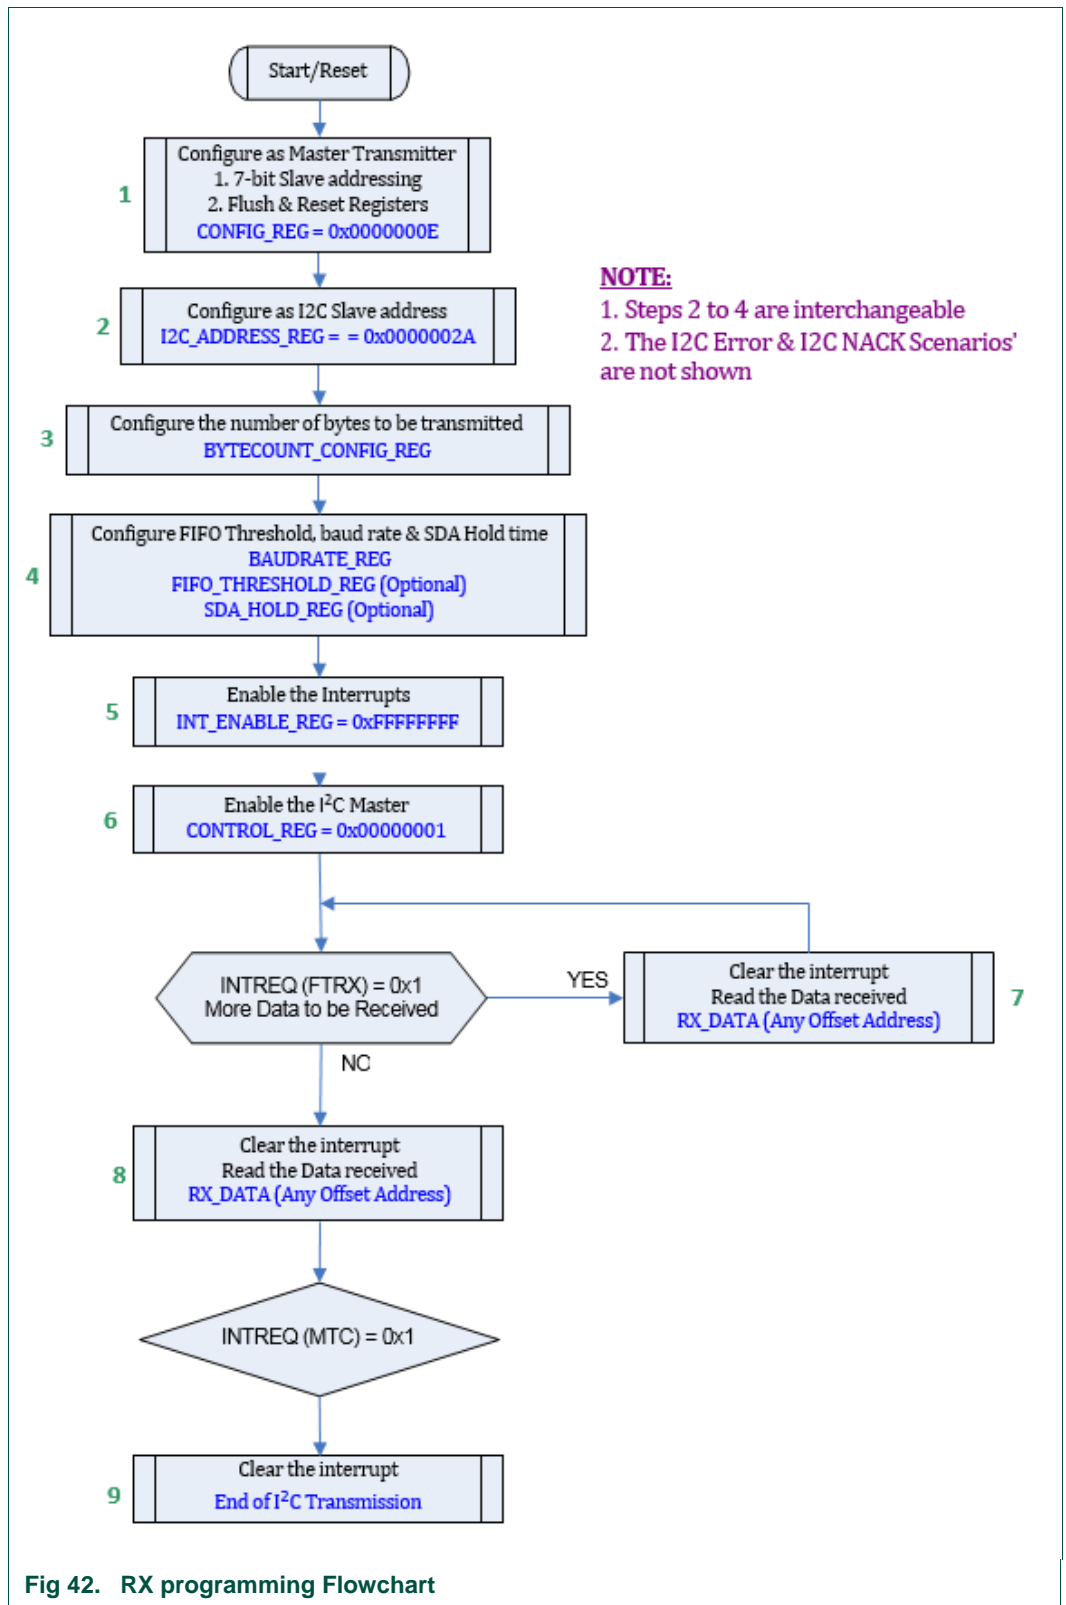 Start/Reset
1
Configure as Master Transmitter
1. 7-bit Slave addressing
2. Flush & Reset Registers
CONFIG_REG = 0x0000000E
NOTE:
1. Steps 2 to 4 are interchangeable
2. The I2C Error & I2C NACK Scenarios'
are not shown
2
Configure as I2C Slave address
I2C_ADDRESS_REG = = 0x0000002A
3
Configure the number of bytes to be transmitted
BYTECOUNT_CONFIG_REG
4
Configure FIFO Threshold, baud rate & SDA Hold time
BAUDRATE_REG
FIFO_THRESHOLD_REG (Optional)
SDA_HOLD_REG (Optional)
5
Enable the Interrupts
INT_ENABLE_REG = 0xFFFFFFFF
6
Enable the I²C Master
CONTROL_REG = 0x00000001
INTREQ (FTRX) = 0x1
More Data to be Received
YES
Clear the interrupt
Read the Data received
RX_DATA (Any Offset Address)
7
NO
8
Clear the interrupt
Read the Data received
RX_DATA (Any Offset Address)
INTREQ (MTC) = 0x1
9
Clear the interrupt
End of I²C Transmission
Fig 42. RX programming Flowchart